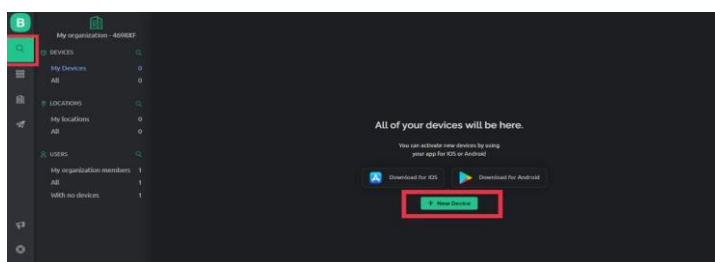 B
My organization - 4698XF
DEVICES
My Devices 0
All 0
LOCATIONS
My locations 0
All 0
USERS
My organization members 1
All 1
With no devices 1
All of your devices will be here.
You can activate new devices by using
your app for iOS or Android
Download for iOS
Download for Android
+ New Device